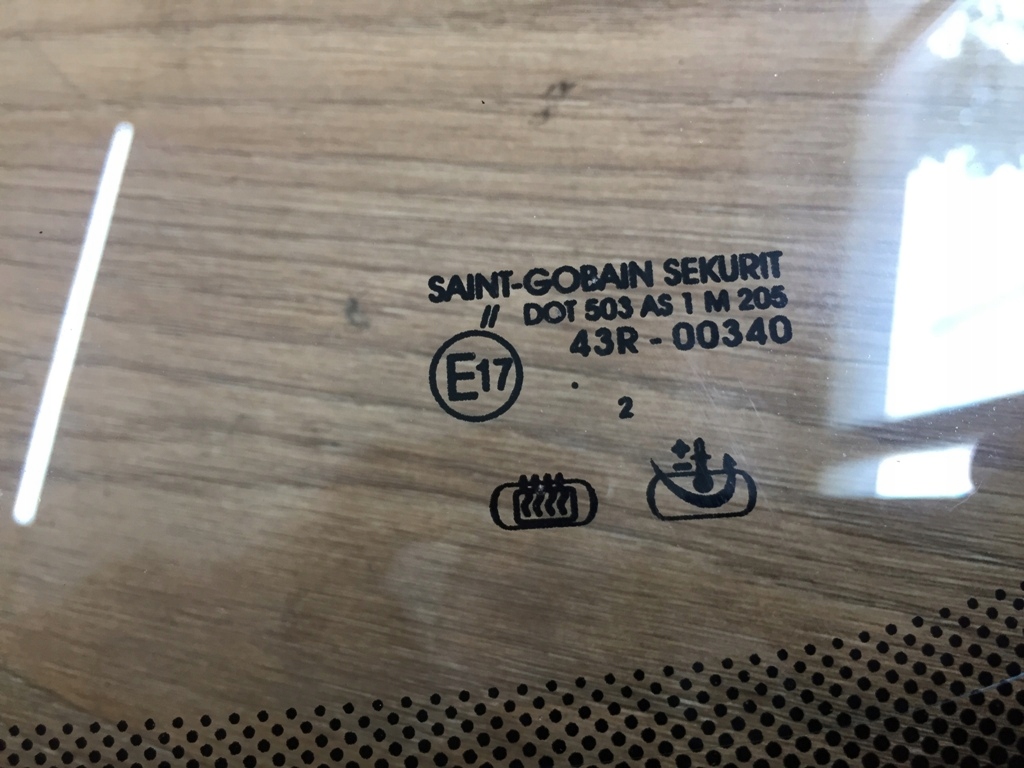 SAINT-GOBAIN SEKURIT
// DOT 503 AS 1 M 205
43R - 00340
E17
2